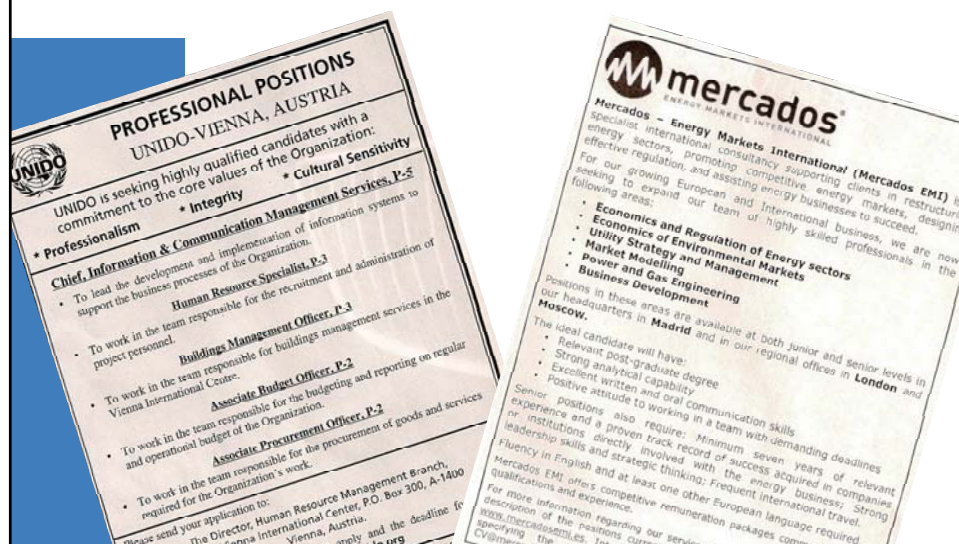 PROFESSIONAL POSITIONS
UNIDO-VIENNA, AUSTRIA
UNIDO
UNIDO is seeking highly qualified candidates with a
commitment to the core values of the Organization:
* Professionalism * Integrity * Cultural Sensitivity
Chief, Information & Communication Management Services, P-5
• To lead the development and implementation of information systems to
support the business processes of the Organization.
Human Resource Specialist, P-3
• To work in the team responsible for the recruitment and administration of
project personnel.
Buildings Management Officer, P-3
• To work in the team responsible for buildings management services in the
Vienna International Centre.
Associate Budget Officer, P-2
• To work in the team responsible for the budgeting and reporting on regular
and operational budget of the Organization.
Associate Procurement Officer, P-2
• To work in the team responsible for the procurement of goods and services
required for the Organization's work.
Please send your application to:
The Director, Human Resource Management Branch,
Vienna International Center, P.O. Box 300, A-1400
Vienna, Austria.
apply and the deadline fo
.org
mercados
ENERGY MARKETS INTERNATIONAL
Mercados – Energy Markets International (Mercados EMI) is
specialist international consultancy supporting clients in restructuri
energy sectors, promoting competitive energy markets, designin
effective regulation, and assisting energy businesses to succeed.
For our growing European and International business, we are now
seeking to expand our team of highly skilled professionals in the
following areas:
• Economics and Regulation of Energy sectors
• Economics of Environmental Markets
• Utility Strategy and Management
• Market Modelling
• Power and Gas Engineering
• Business Development
Positions in these areas are available at both junior and senior levels in
our headquarters in Madrid and in our regional offices in London and
Moscow.
The ideal candidate will have:
• Relevant post-graduate degree
• Strong analytical capability
• Excellent written and oral communication skills
• Positive attitude to working in a team with demanding deadlines
Senior positions also require: Minimum seven years of relevant
experience and a proven track record of success acquired in companies
or institutions directly involved with the energy business; Strong
leadership skills and strategic thinking; Frequent international travel.
Fluency in English and at least one other European language required
Mercados EMI offers competitive remuneration packages comm
qualifications and experience.
For more information regarding our servic
description of the positions curre
www.mercadosemi.es. Int
specifying the
CV@merc